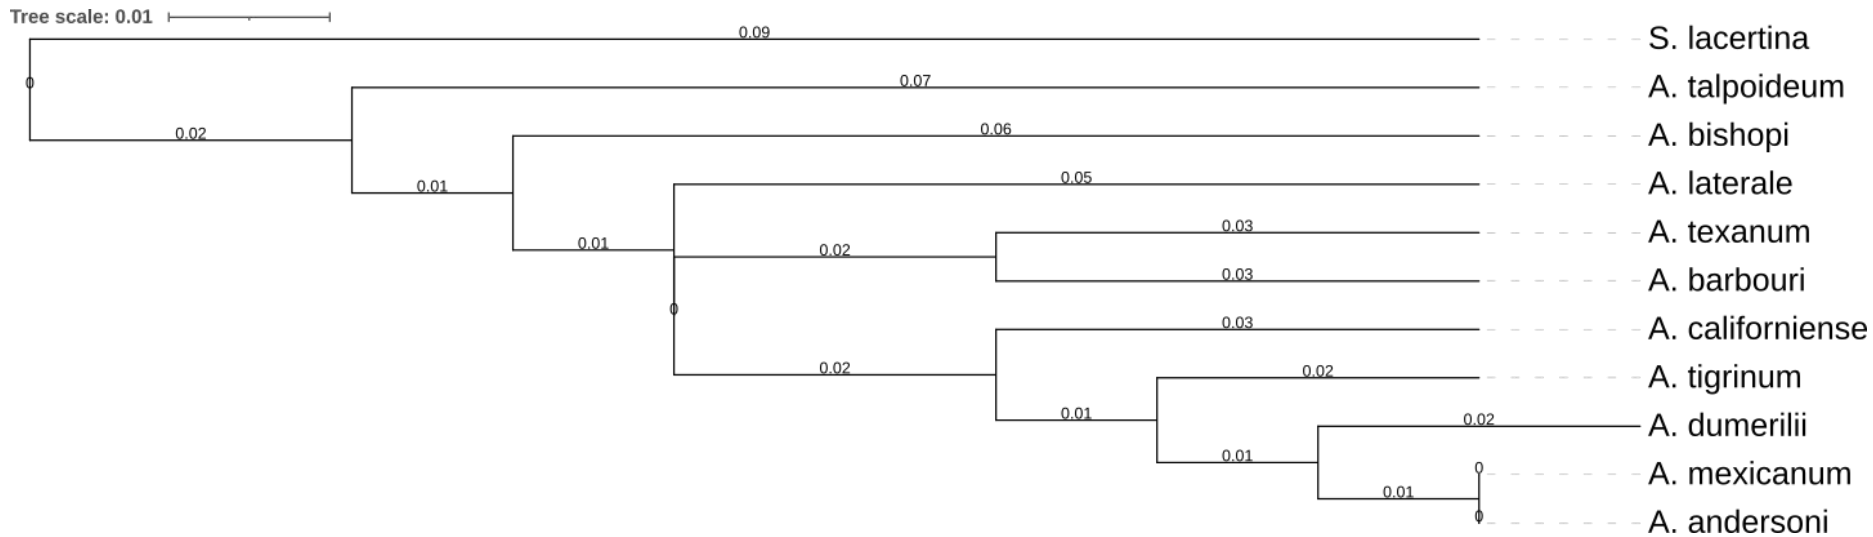 Tree scale: 0.01
0.09
S. lacertina
0
0.07
A. talpoideum
0.02
0.06
A. bishopi
0.01
0.05
A. laterale
0.03
A. texanum
0.01
0.02
0.03
A. barbouri
0
0.03
A. californiense
0.02
0.02
A. tigrinum
0.01
0.02
A. dumerilii
0.01
0
A. mexicanum
0.01
0
A. andersoni